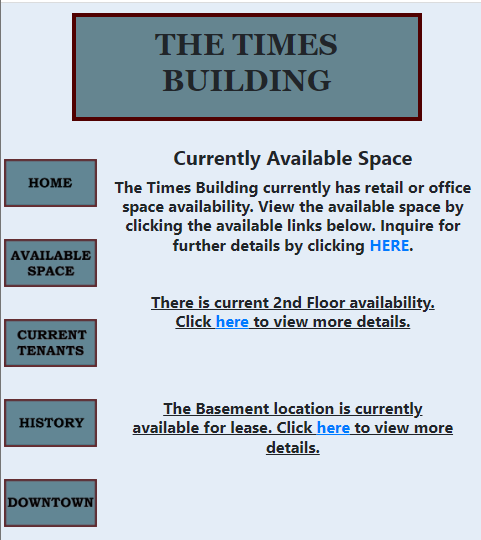 THE TIMES
BUILDING
Currently Available Space
The Times Building currently has retail or office
space availability. View the available space by
clicking the available links below. Inquire for
further details by clicking HERE.
There is current 2nd Floor availability.
Click here to view more details.
The Basement location is currently
available for lease. Click here to view more
details.
HOME
AVAILABLE
SPACE
CURRENT
TENANTS
HISTORY
DOWNTOWN